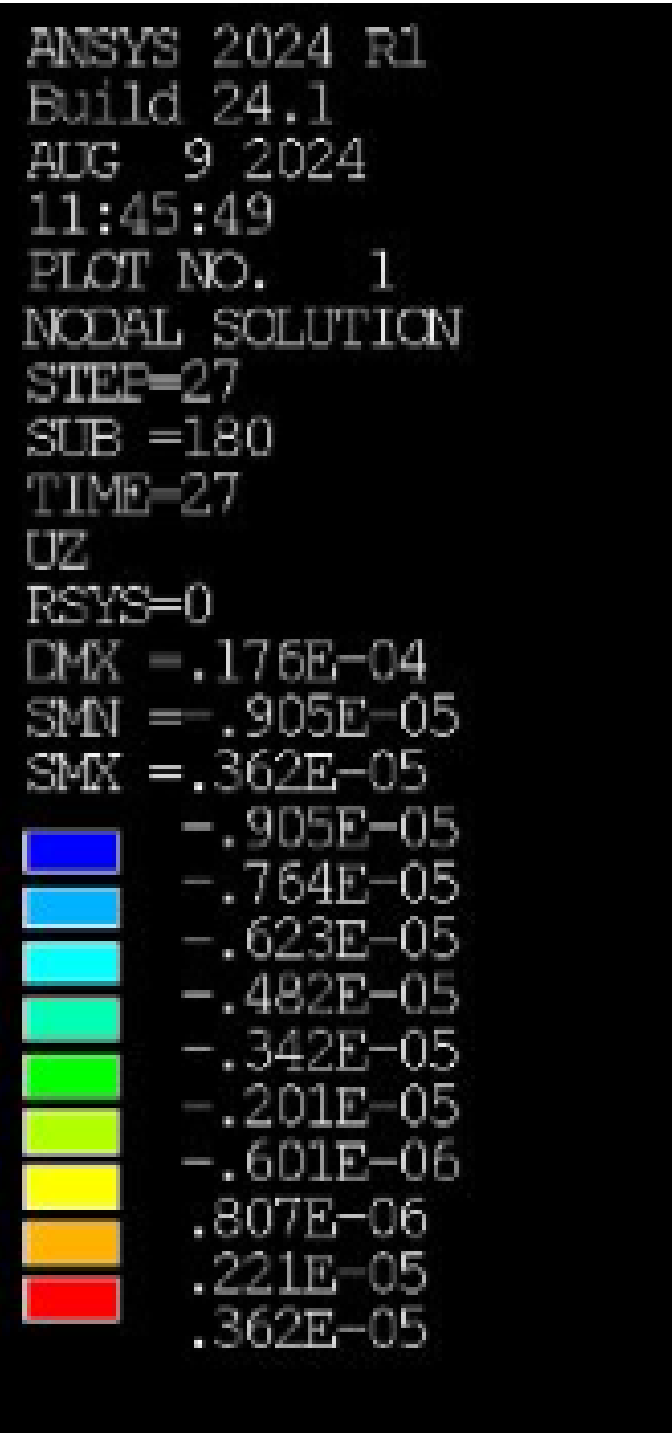 ANSYS 2024 R1
Build 24.1
AUG  9 2024
11:45:49
PLOT NO.   1
NODAL SOLUTION
STEP=27
SUB =180
TIME=27
UZ
RSYS=0
DMX =.176E-04
SMN =-.905E-05
SMX =.362E-05
-.905E-05
-.764E-05
-.623E-05
-.482E-05
-.342E-05
-.201E-05
-.601E-06
.807E-06
.221E-05
.362E-05